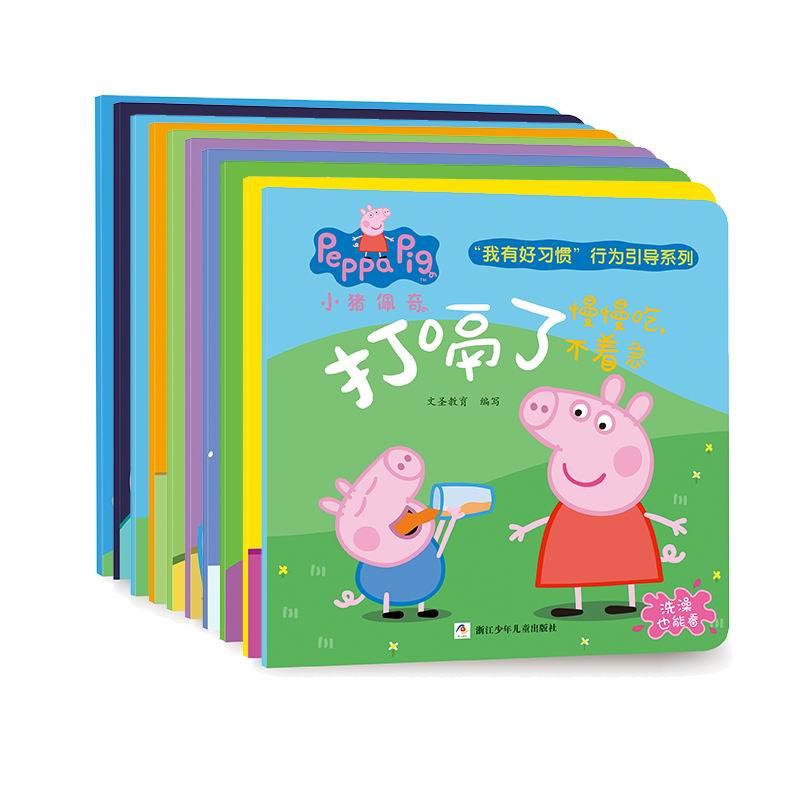 Peppa Pig
TM
小猪佩奇
“我有好习惯”行为引导系列
打嗝了
慢慢吃,
不着急
文圣教育 编写
洗澡
也能看
浙江少年儿童出版社